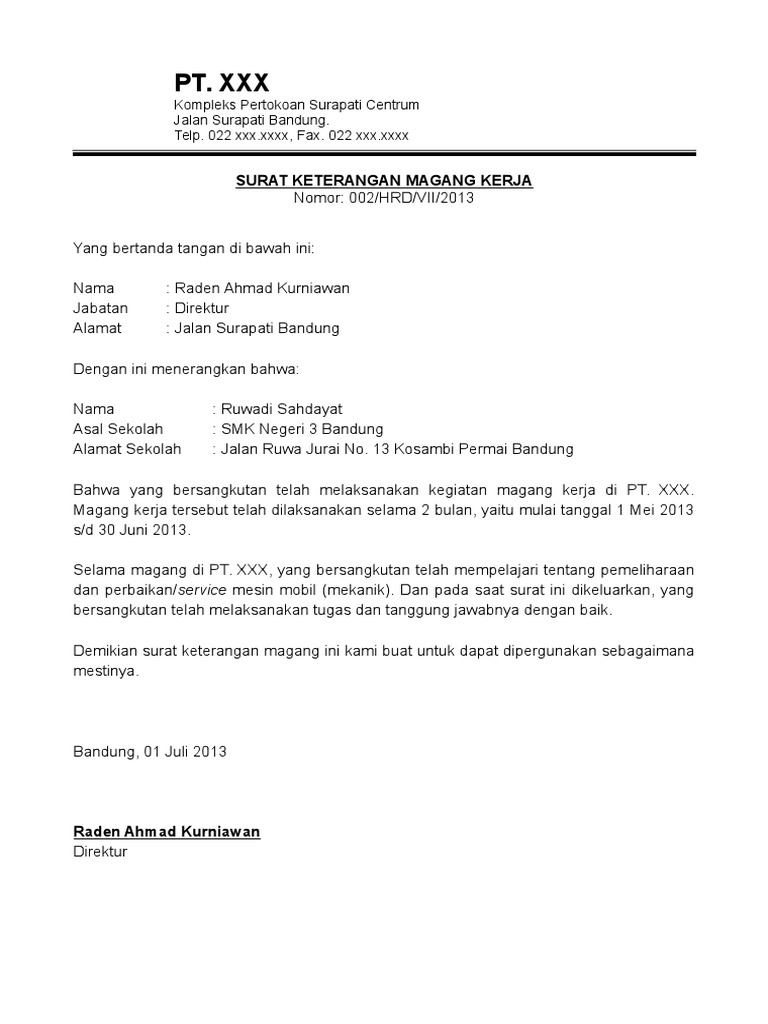 PT. XXX
Kompleks Pertokoan Surapati Centrum
Jalan Surapati Bandung.
Telp. 022 xxx.xxxx, Fax. 022 xxx.xxxx
SURAT KETERANGAN MAGANG KERJA
Nomor: 002/HRD/VII/2013
Yang bertanda tangan di bawah ini:
Nama : Raden Ahmad Kurniawan
Jabatan : Direktur
Alamat : Jalan Surapati Bandung
Dengan ini menerangkan bahwa:
Nama : Ruwadi Sahdayat
Asal Sekolah : SMK Negeri 3 Bandung
Alamat Sekolah : Jalan Ruwa Jurai No. 13 Kosambi Permai Bandung
Bahwa yang bersangkutan telah melaksanakan kegiatan magang kerja di PT. XXX.
Magang kerja tersebut telah dilaksanakan selama 2 bulan, yaitu mulai tanggal 1 Mei 2013
s/d 30 Juni 2013.
Selama magang di PT. XXX, yang bersangkutan telah mempelajari tentang pemeliharaan
dan perbaikan/service mesin mobil (mekanik). Dan pada saat surat ini dikeluarkan, yang
bersangkutan telah melaksanakan tugas dan tanggung jawabnya dengan baik.
Demikian surat keterangan magang ini kami buat untuk dapat dipergunakan sebagaimana
mestinya.
Bandung, 01 Juli 2013
Raden Ahmad Kurniawan
Direktur